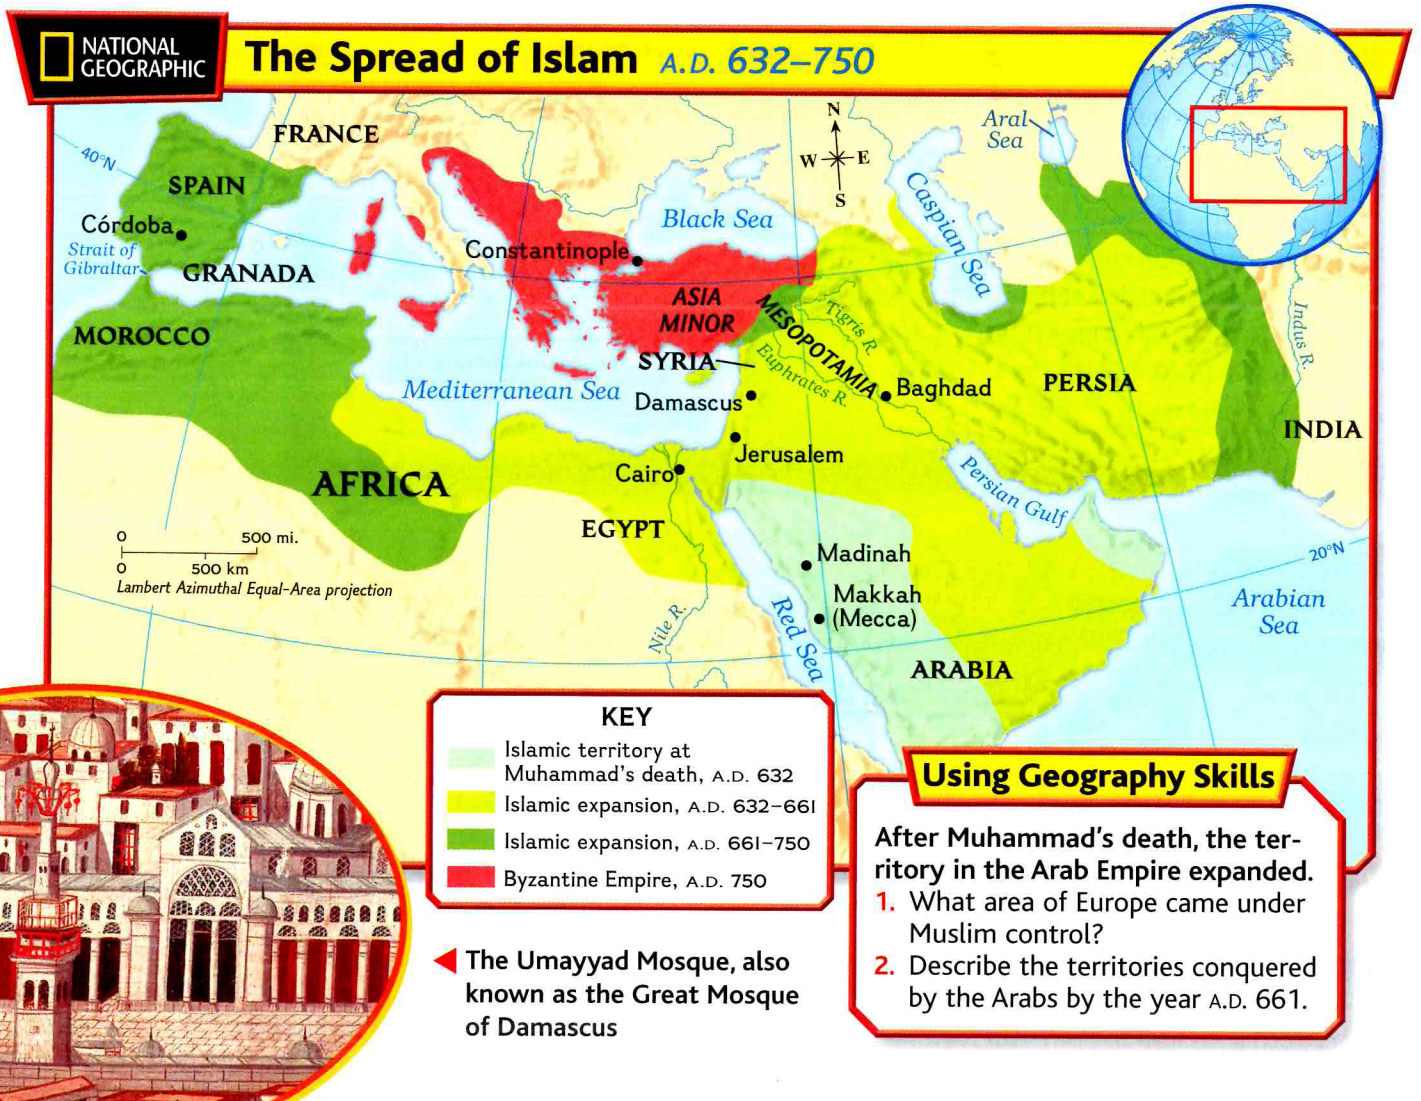 NATIONAL
GEOGRAPHIC
The Spread of Islam A.D. 632–750
40°N
FRANCE
SPAIN
Córdoba
Strait of
Gibraltar
GRANADA
MOROCCO
AFRICA
Constantinople
Black Sea
ASIA
MINOR
N
W E
S
Aral
Sea
Caspian Sea
MESOPOTAMIA
Tigris R.
Euphrates R.
SYRIA
Mediterranean Sea
Damascus
Baghdad
PERSIA
Indus R.
INDIA
Jerusalem
Cairo
Persian Gulf
EGYPT
Madinah
Makkah
(Mecca)
Nile R.
Red Sea
ARABIA
20°N
Arabian
Sea
0 500 mi.
0 500 km
Lambert Azimuthal Equal-Area projection
KEY
Islamic territory at
Muhammad's death, A.D. 632
Islamic expansion, A.D. 632–661
Islamic expansion, A.D. 661–750
Byzantine Empire, A.D. 750
The Umayyad Mosque, also
known as the Great Mosque
of Damascus
Using Geography Skills
After Muhammad's death, the ter-
ritory in the Arab Empire expanded.
1. What area of Europe came under
Muslim control?
2. Describe the territories conquered
by the Arabs by the year A.D. 661.